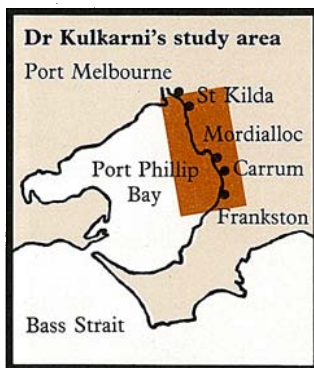 Dr Kulkarni's study area
Port Melbourne
St Kilda
Mordialloc
Port Phillip
Bay
Carrum
Frankston
Bass Strait